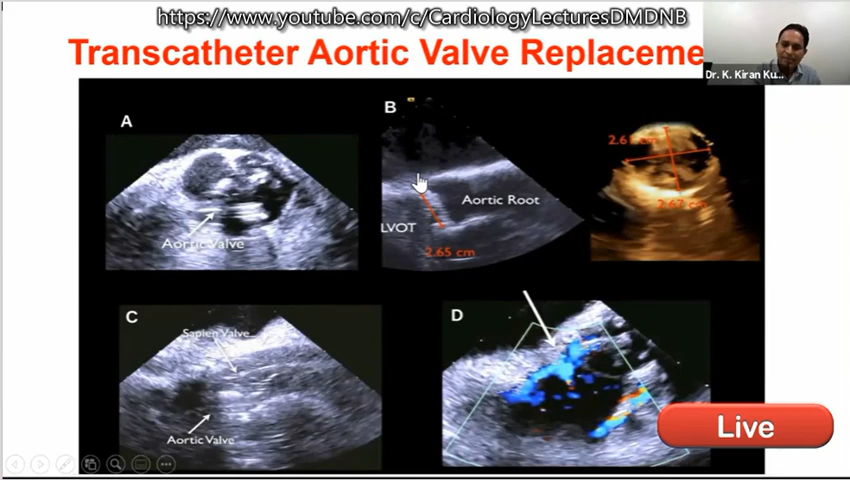 https://www.youtube.com/c/CardiologyLecturesDMDNB
Transcatheter Aortic Valve Replaceme
Dr. K. Kiran Ku...
A
Aortic Valve
B
Aortic Root
LVOT
2.65 cm
2.67 cm
C
Sapien Valve
Aortic Valve
D
Live